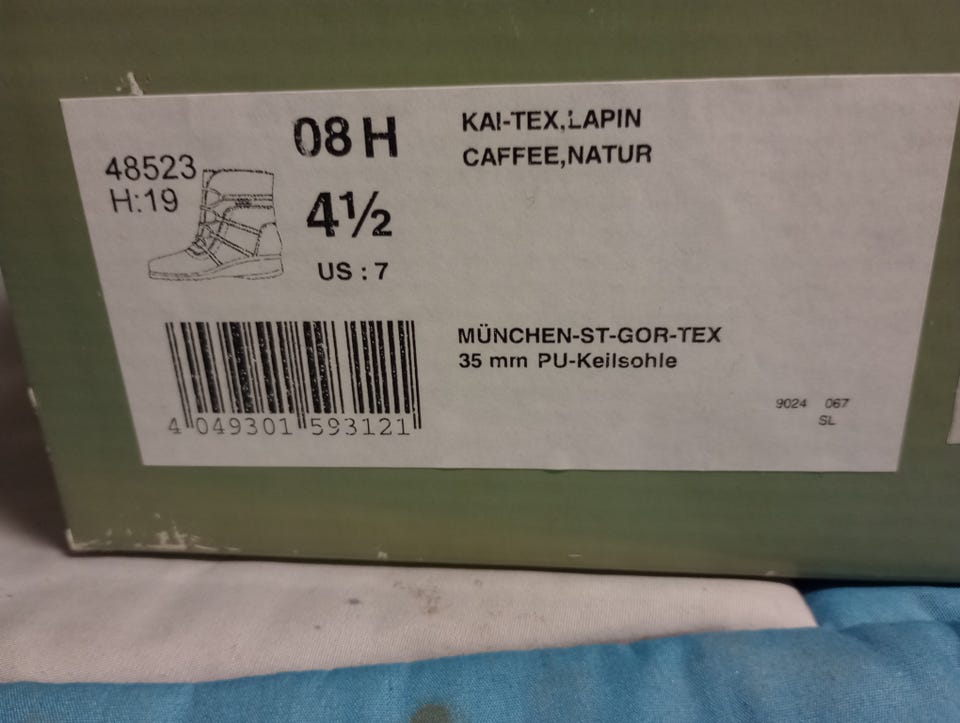 08 H
KAI-TEX,LAPIN
CAFFEE,NATUR
48523
H:19
4½
US : 7
MÜNCHEN-ST-GOR-TEX
35 mm PU-Keilsohle
9024 067
SL
4 049301 593121